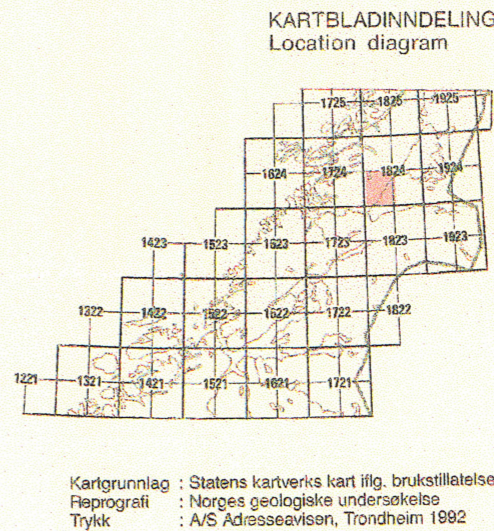 KARTBLADINNDELING
Location diagram
1725 1825 1925
1624 1724 1824 1924
1423 1523 1623 1723 1823 1923
1322 1422 1522 1622 1722 1822
1221 1321 1421 1521 1621 1721
Kartgrunnlag : Statens kartverks kart iflg. brukstillatelse
Reprografi : Norges geologiske undersøkelse
Trykk : A/S Adresseavisen, Trondheim 1992